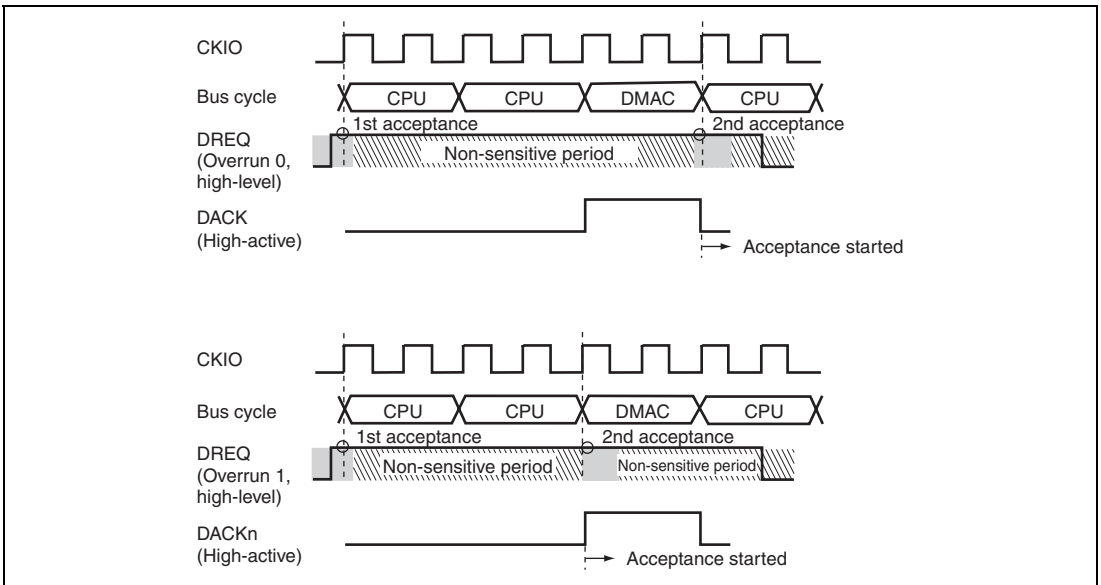 CKIO
Bus cycle
CPU CPU DMAC CPU
1st acceptance 2nd acceptance
DREQ
(Overrun 0,
high-level)
Non-sensitive period
DACK
(High-active)
Acceptance started
CKIO
Bus cycle
CPU CPU DMAC CPU
1st acceptance 2nd acceptance
DREQ
(Overrun 1,
high-level)
Non-sensitive period Non-sensitive period
DACKn
(High-active)
Acceptance started